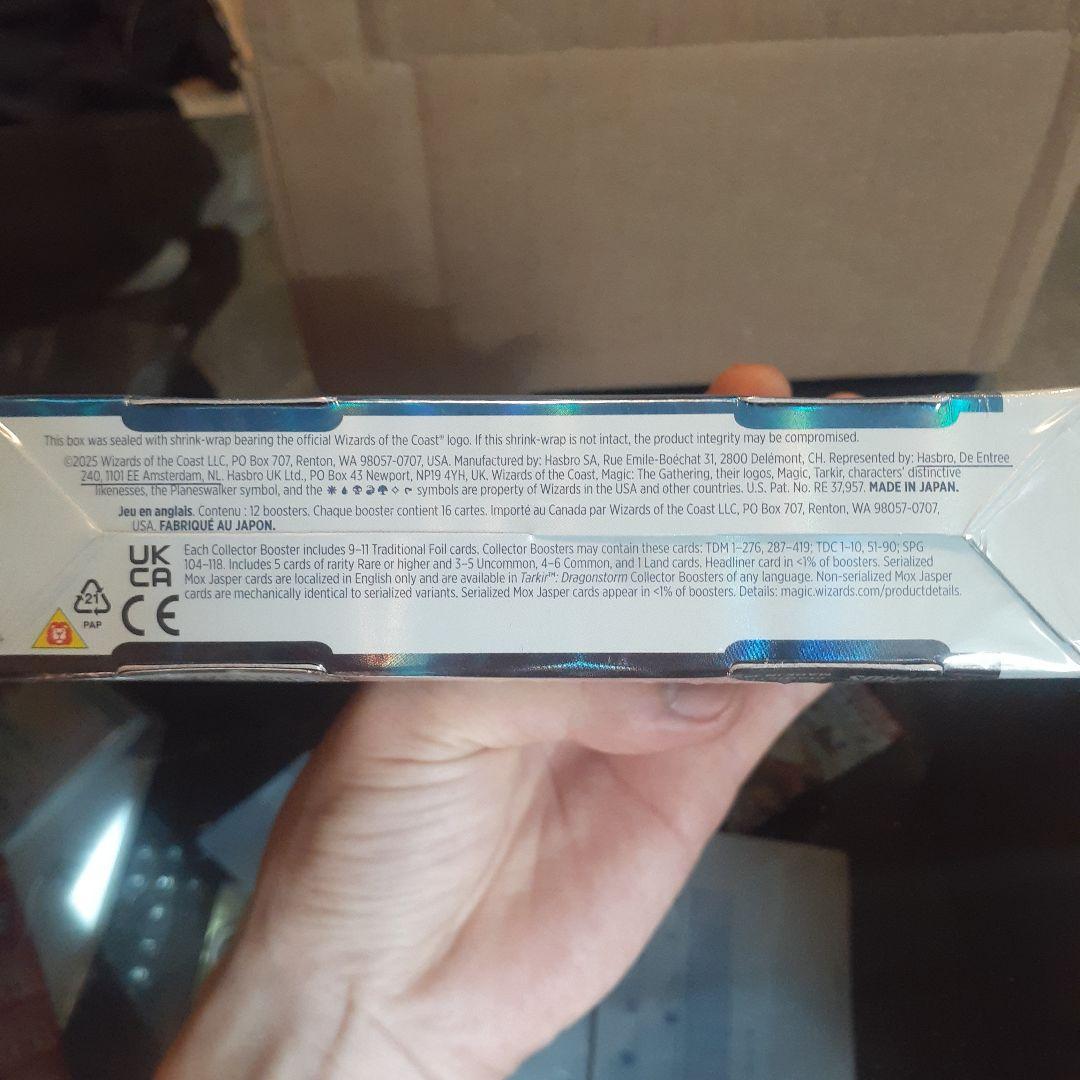 This box was sealed with shrink-wrap bearing the official Wizards of the Coast® logo. If this shrink-wrap is not intact, the product integrity may be compromised.
©2025 Wizards of the Coast LLC, PO Box 707, Renton, WA 98057-0707, USA. Manufactured by: Hasbro SA, Rue Emile-Boéchat 31, 2800 Delémont, CH. Represented by: Hasbro, De Entree
240, 1101 EE Amsterdam, NL. Hasbro UK Ltd., PO Box 43 Newport, NP19 4YH, UK. Wizards of the Coast, Magic: The Gathering, their logos, Magic, Tarkir, characters' distinctive
likenesses, the Planeswalker symbol, and the symbols are property of Wizards in the USA and other countries. U.S. Pat. No. RE 37,957. MADE IN JAPAN.
Jeu en anglais. Contenu : 12 boosters. Chaque booster contient 16 cartes. Importé au Canada par Wizards of the Coast LLC, PO Box 707, Renton, WA 98057-0707,
USA. FABRIQUÉ AU JAPON.
UK
CA
CE
21
PAP
Each Collector Booster includes 9–11 Traditional Foil cards. Collector Boosters may contain these cards: TDM 1–276, 287–419; TDC 1–10, 51-90; SPG
104–118. Includes 5 cards of rarity Rare or higher and 3–5 Uncommon, 4–6 Common, and 1 Land cards. Headliner card in <1% of boosters. Serialized
Mox Jasper cards are localized in English only and are available in Tarkir™: Dragonstorm Collector Boosters of any language. Non-serialized Mox Jasper
cards are mechanically identical to serialized variants. Serialized Mox Jasper cards appear in <1% of boosters. Details: magic.wizards.com/productdetails.